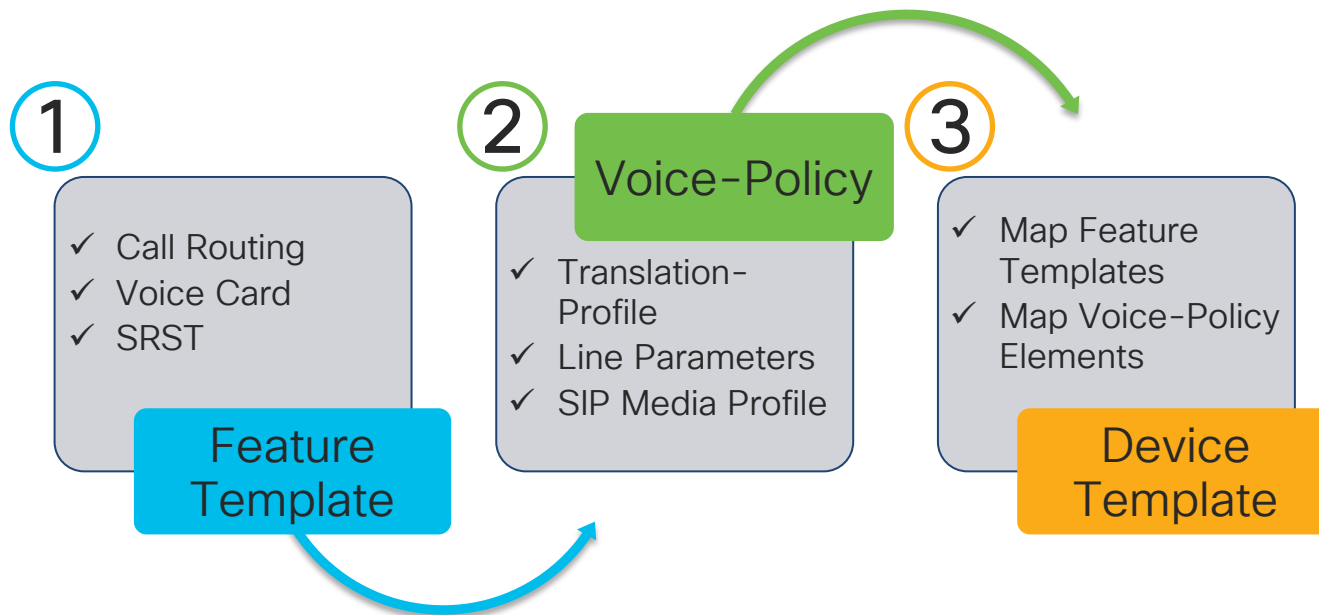 1
✓ Call Routing
✓ Voice Card
✓ SRST
Feature
Template
2
Voice-Policy
✓ Translation-
Profile
✓ Line Parameters
✓ SIP Media Profile
3
✓ Map Feature
Templates
✓ Map Voice-Policy
Elements
Device
Template